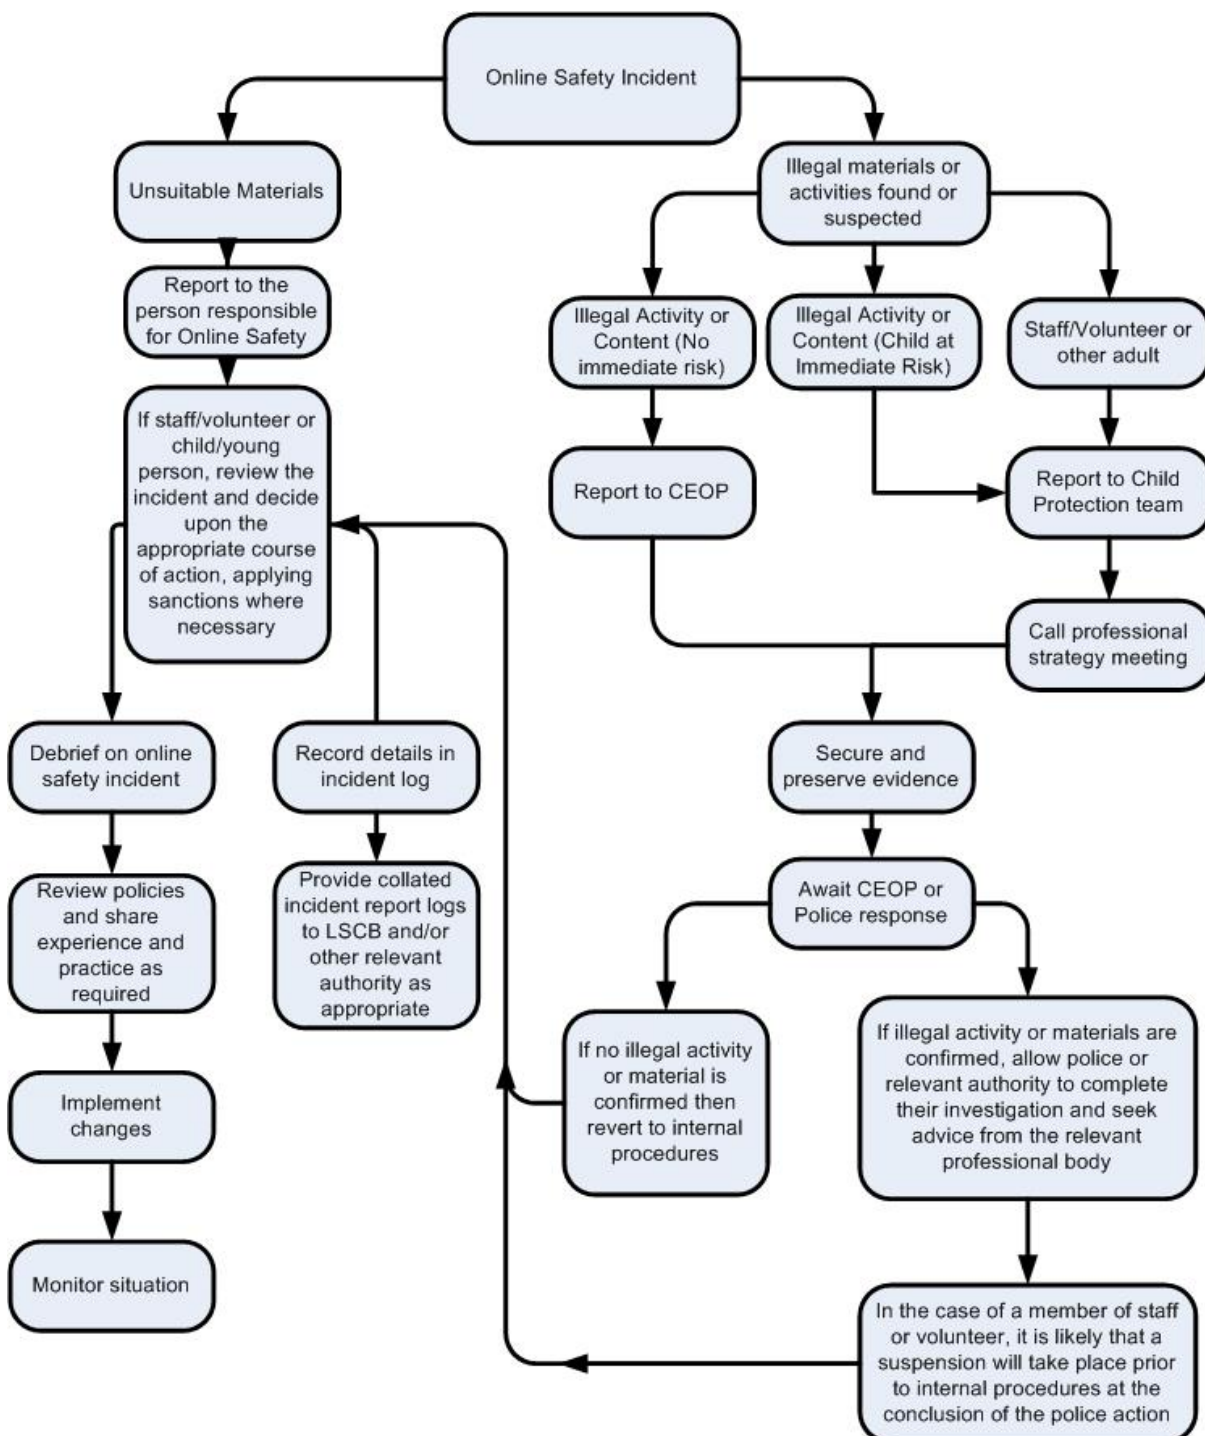 Online Safety Incident
Unsuitable Materials
Report to the
person responsible
for Online Safety
If staff/volunteer or
child/young
person, review the
incident and decide
upon the
appropriate course
of action, applying
sanctions where
necessary
Debrief on online
safety incident
Review policies
and share
experience and
practice as
required
Implement
changes
Monitor situation
Record details in
incident log
Provide collated
incident report logs
to LSCB and/or
other relevant
authority as
appropriate
Illegal materials or
activities found or
suspected
Illegal Activity or
Content (No
immediate risk)
Illegal Activity or
Content (Child at
Immediate Risk)
Staff/Volunteer or
other adult
Report to CEOP
Report to Child
Protection team
Call professional
strategy meeting
Secure and
preserve evidence
Await CEOP or
Police response
If no illegal activity
or material is
confirmed then
revert to internal
procedures
If illegal activity or materials are
confirmed, allow police or
relevant authority to complete
their investigation and seek
advice from the relevant
professional body
In the case of a member of staff
or volunteer, it is likely that a
suspension will take place prior
to internal procedures at the
conclusion of the police action